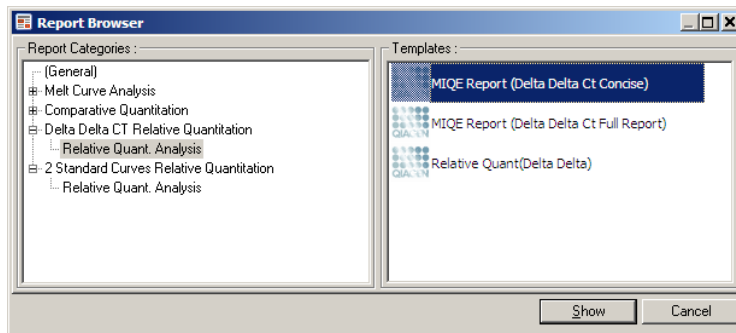 Report Browser
Report Categories :
(General)
Melt Curve Analysis
Comparative Quantitation
Delta Delta CT Relative Quantitation
Relative Quant. Analysis
2 Standard Curves Relative Quantitation
Relative Quant. Analysis
Templates :
MIQE Report (Delta Delta Ct Concise)
QIAGEN
MIQE Report (Delta Delta Ct Full Report)
QIAGEN
Relative Quant(Delta Delta)
Show
Cancel